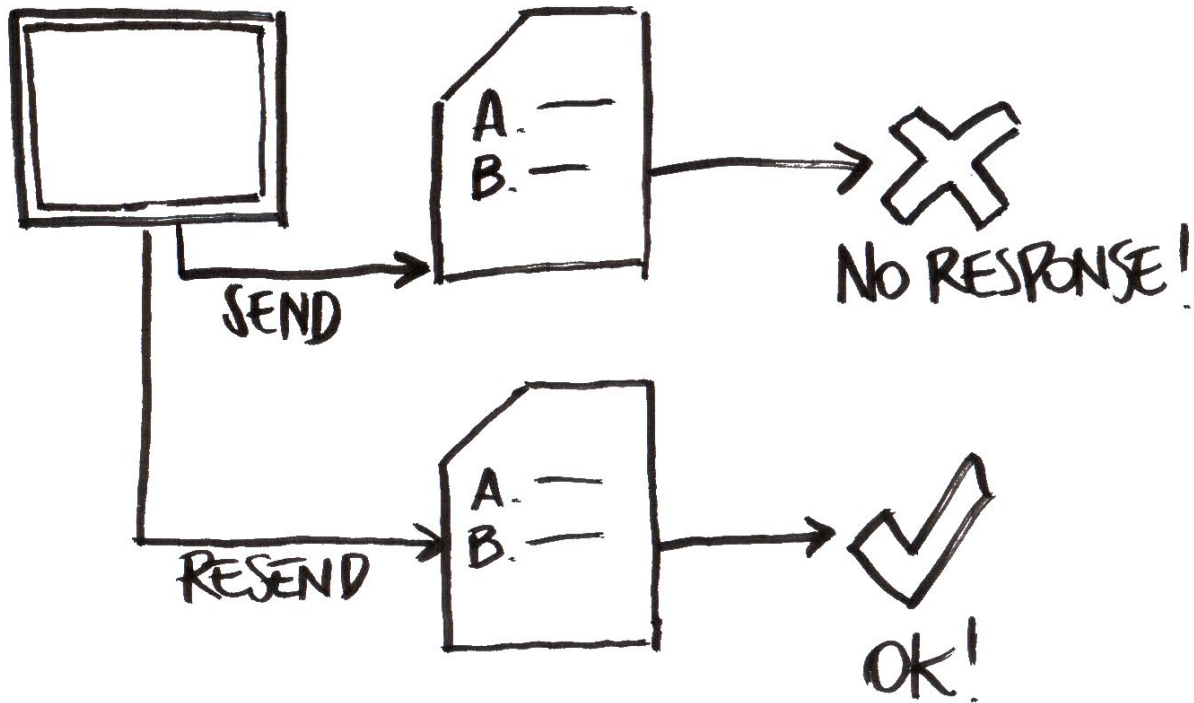 A.
B.
SEND
NO RESPONSE!
A.
B.
RESEND
OK!